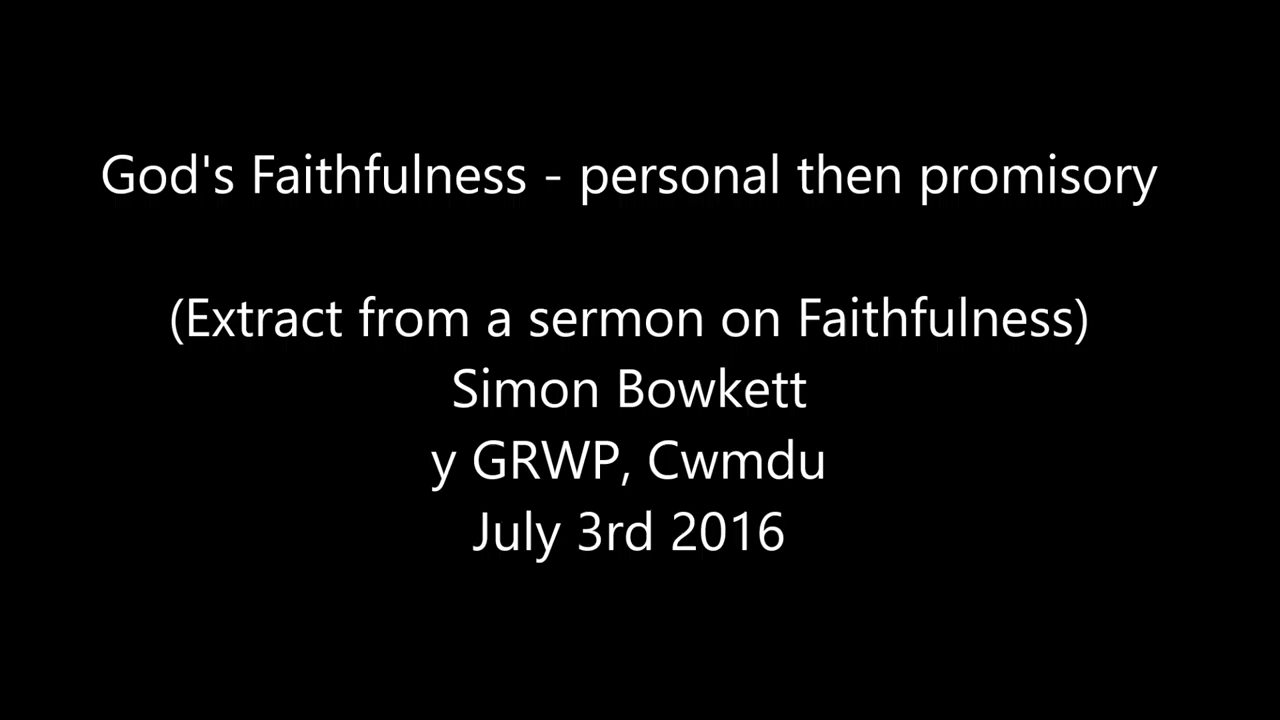 God's Faithfulness - personal then promisory
(Extract from a sermon on Faithfulness)
Simon Bowkett
y GRWP, Cwmdu
July 3rd 2016